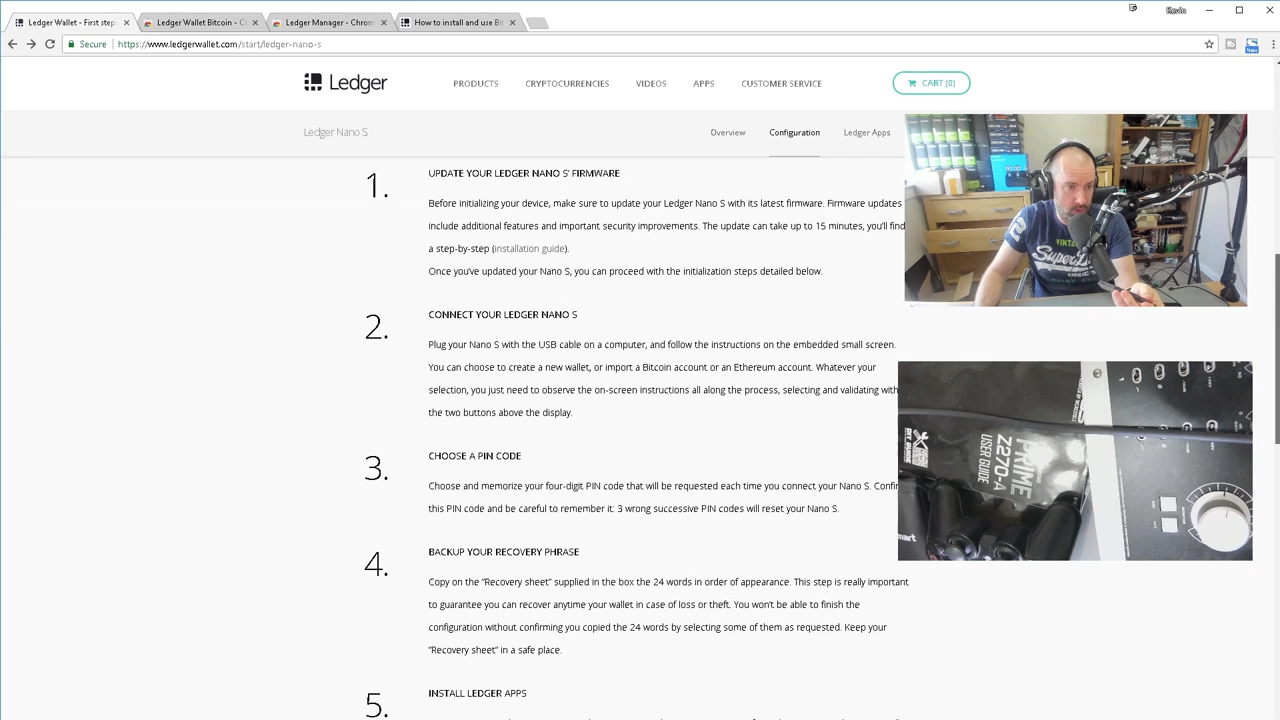 Kevin
Ledger Wallet - First step
Ledger Wallet Bitcoin - Cl
Ledger Manager - Chrom
How to install and use Bit
Secure
https://www.ledgerwallet.com/start/ledger-nano-s
New
Ledger
PRODUCTS
CRYPTOCURRENCIES
VIDEOS
APPS
CUSTOMER SERVICE
CART (0)
Ledger Nano S
Overview
Configuration
Ledger Apps
1.
UPDATE YOUR LEDGER NANO S' FIRMWARE
Before initializing your device, make sure to update your Ledger Nano S with its latest firmware. Firmware updates
include additional features and important security improvements. The update can take up to 15 minutes, you'll find
a step-by-step (installation guide).
Once you've updated your Nano S, you can proceed with the initialization steps detailed below.
2.
CONNECT YOUR LEDGER NANO S
Plug your Nano S with the USB cable on a computer, and follow the instructions on the embedded small screen.
You can choose to create a new wallet, or import a Bitcoin account or an Ethereum account. Whatever your
selection, you just need to observe the on-screen instructions all along the process, selecting and validating with
the two buttons above the display.
3.
CHOOSE A PIN CODE
Choose and memorize your four-digit PIN code that will be requested each time you connect your Nano S. Confir
this PIN code and be careful to remember it: 3 wrong successive PIN codes will reset your Nano S.
4.
BACKUP YOUR RECOVERY PHRASE
Copy on the "Recovery sheet" supplied in the box the 24 words in order of appearance. This step is really important
to guarantee you can recover anytime your wallet in case of loss or theft. You won't be able to finish the
configuration without confirming you copied the 24 words by selecting some of them as requested. Keep your
"Recovery sheet" in a safe place.
5.
INSTALL LEDGER APPS
PRIME
Z270-A
USER GUIDE
DIY GUIDE
mart